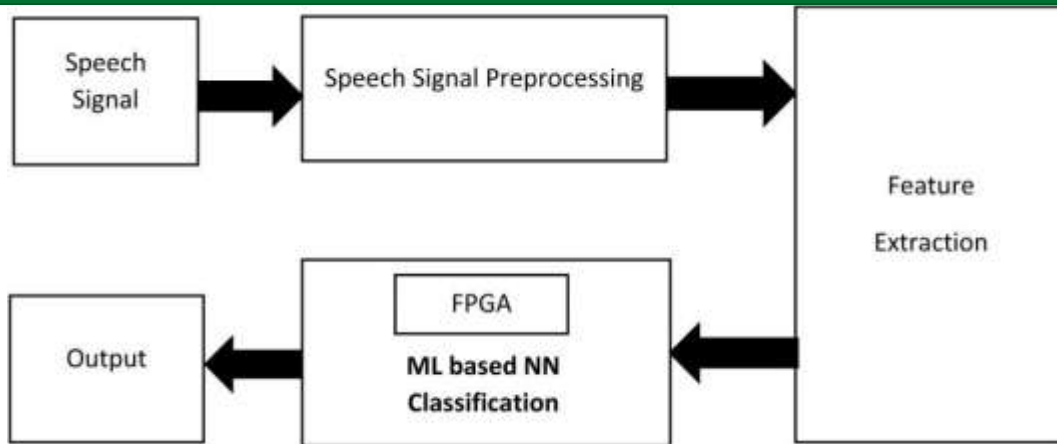 Speech
Signal
Speech Signal Preprocessing
Feature
Extraction
FPGA
ML based NN
Classification
Output